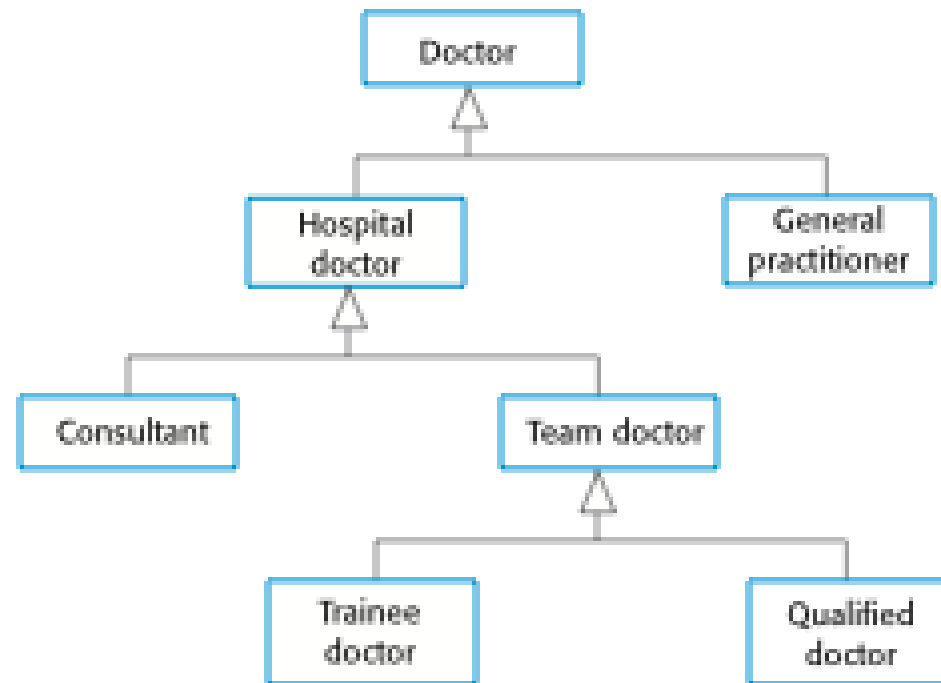 Doctor
Hospital
doctor
General
practitioner
Consultant
Team doctor
Trainee
doctor
Qualified
doctor